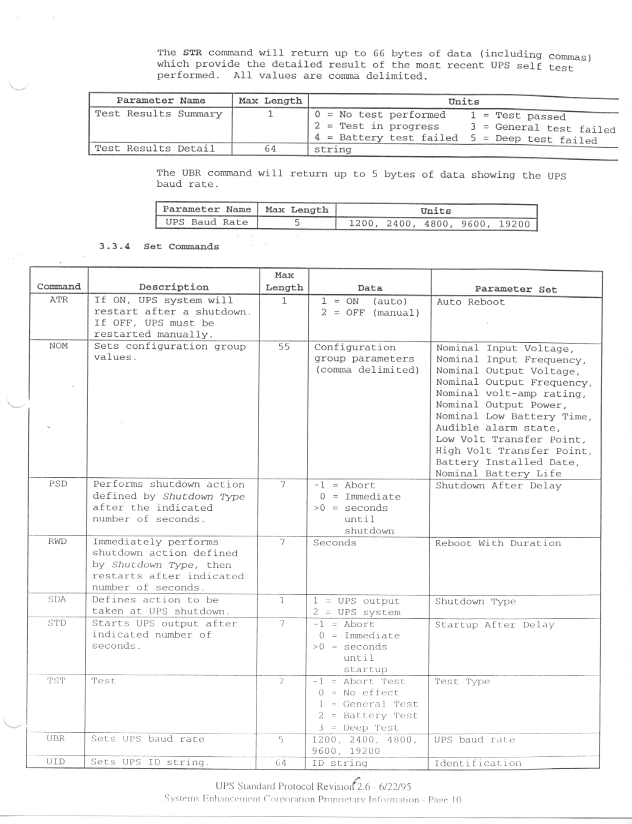 The STR command will return up to 66 bytes of data (including commas)
which provide the detailed result of the most recent UPS self test
performed. All values are comma delimited.
Parameter Name Max Length Units
Test Results Summary 1 0 = No test performed 1 = Test passed
2 = Test in progress 3 = General test failed
4 = Battery test failed 5 = Deep test failed
Test Results Detail 64 string
The UBR command will return up to 5 bytes of data showing the UPS
baud rate.
Parameter Name Max Length Units
UPS Baud Rate 5 1200, 2400, 4800, 9600, 19200
3.3.4 Set Commands
Max
Command Description Length Data Parameter Set
ATR If ON, UPS system will 1 1 = ON (auto) Auto Reboot
restart after a shutdown. 2 = OFF (manual)
If OFF, UPS must be
restarted manually.
NOM Sets configuration group 55 Configuration Nominal Input Voltage,
values. group parameters Nominal Input Frequency,
(comma delimited) Nominal Output Voltage,
Nominal Output Frequency,
Nominal volt-amp rating,
Nominal Output Power,
Nominal Low Battery Time,
Audible alarm state,
Low Volt Transfer Point,
High Volt Transfer Point,
Battery Installed Date,
Nominal Battery Life
PSD Performs shutdown action 7 -1 = Abort Shutdown After Delay
defined by Shutdown Type 0 = Immediate
after the indicated >0 = seconds
number of seconds. until
shutdown
RWD Immediately performs 7 Seconds Reboot With Duration
shutdown action defined
by Shutdown Type, then
restarts after indicated
number of seconds.
SDA Defines action to be 1 1 = UPS output Shutdown Type
taken at UPS shutdown. 2 = UPS system
STD Starts UPS output after 7 -1 = Abort Startup After Delay
indicated number of 0 = Immediate
seconds. >0 = seconds
until
startup
TST Test 2 -1 = Abort Test Test Type
0 = No effect
1 = General Test
2 = Battery Test
3 = Deep Test
UBR Sets UPS baud rate 5 1200, 2400, 4800, UPS baud rate
9600, 19200
UID Sets UPS ID string. 64 ID string Identification
UPS Standard Protocol Revision 2.6 - 6/22/95
Systems Enhancement Corporation Proprietary Information - Page 10